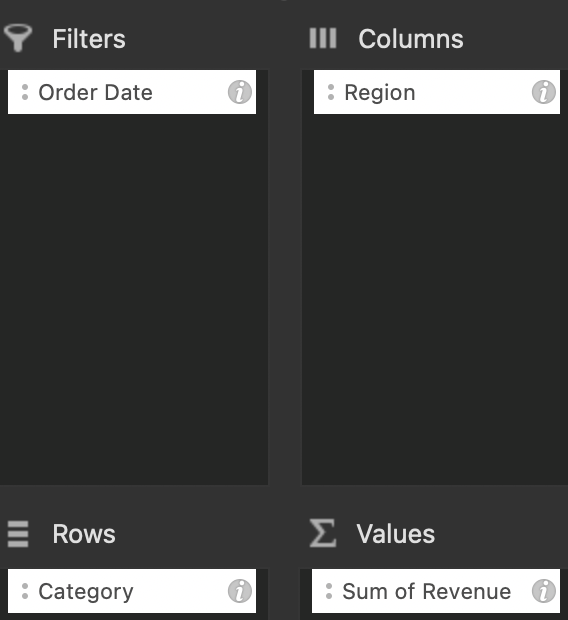 Filters
Order Date
Columns
Region
Rows
Category
Values
Sum of Revenue